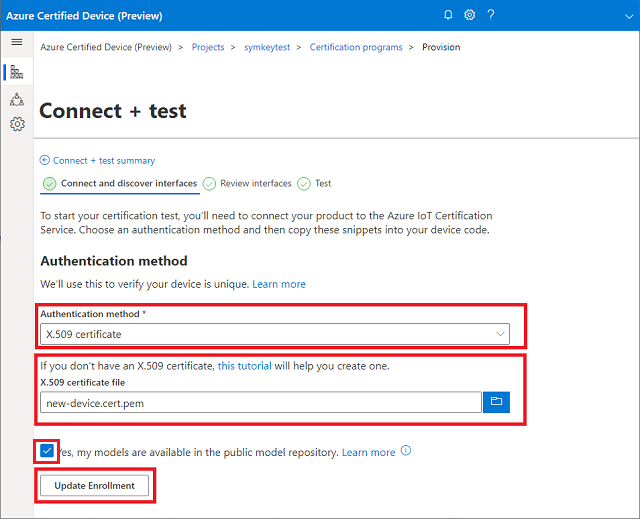 Azure Certified Device (Preview)
Azure Certified Device (Preview) > Projects > symkeytest > Certification programs > Provision
Connect + test
Connect + test summary
Connect and discover interfaces Review interfaces Test
To start your certification test, you'll need to connect your product to the Azure IoT Certification
Service. Choose an authentication method and then copy these snippets into your device code.
Authentication method
We'll use this to verify your device is unique. Learn more
Authentication method *
X.509 certificate
If you don't have an X.509 certificate, this tutorial will help you create one.
X.509 certificate file
new-device.cert.pem
Yes, my models are available in the public model repository. Learn more
Update Enrollment